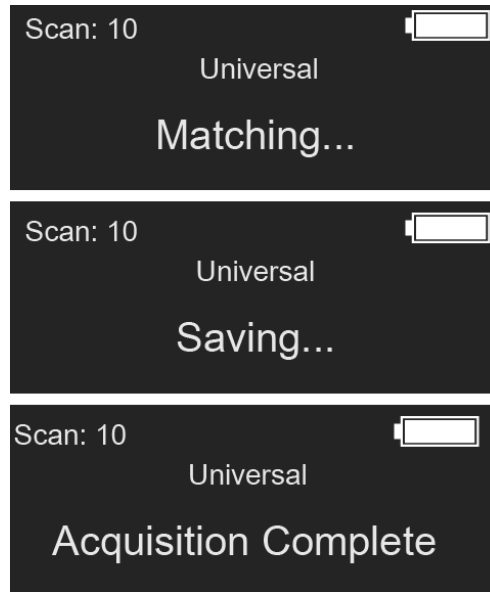 Scan: 10
Universal
Matching...
Scan: 10
Universal
Saving...
Scan: 10
Universal
Acquisition Complete